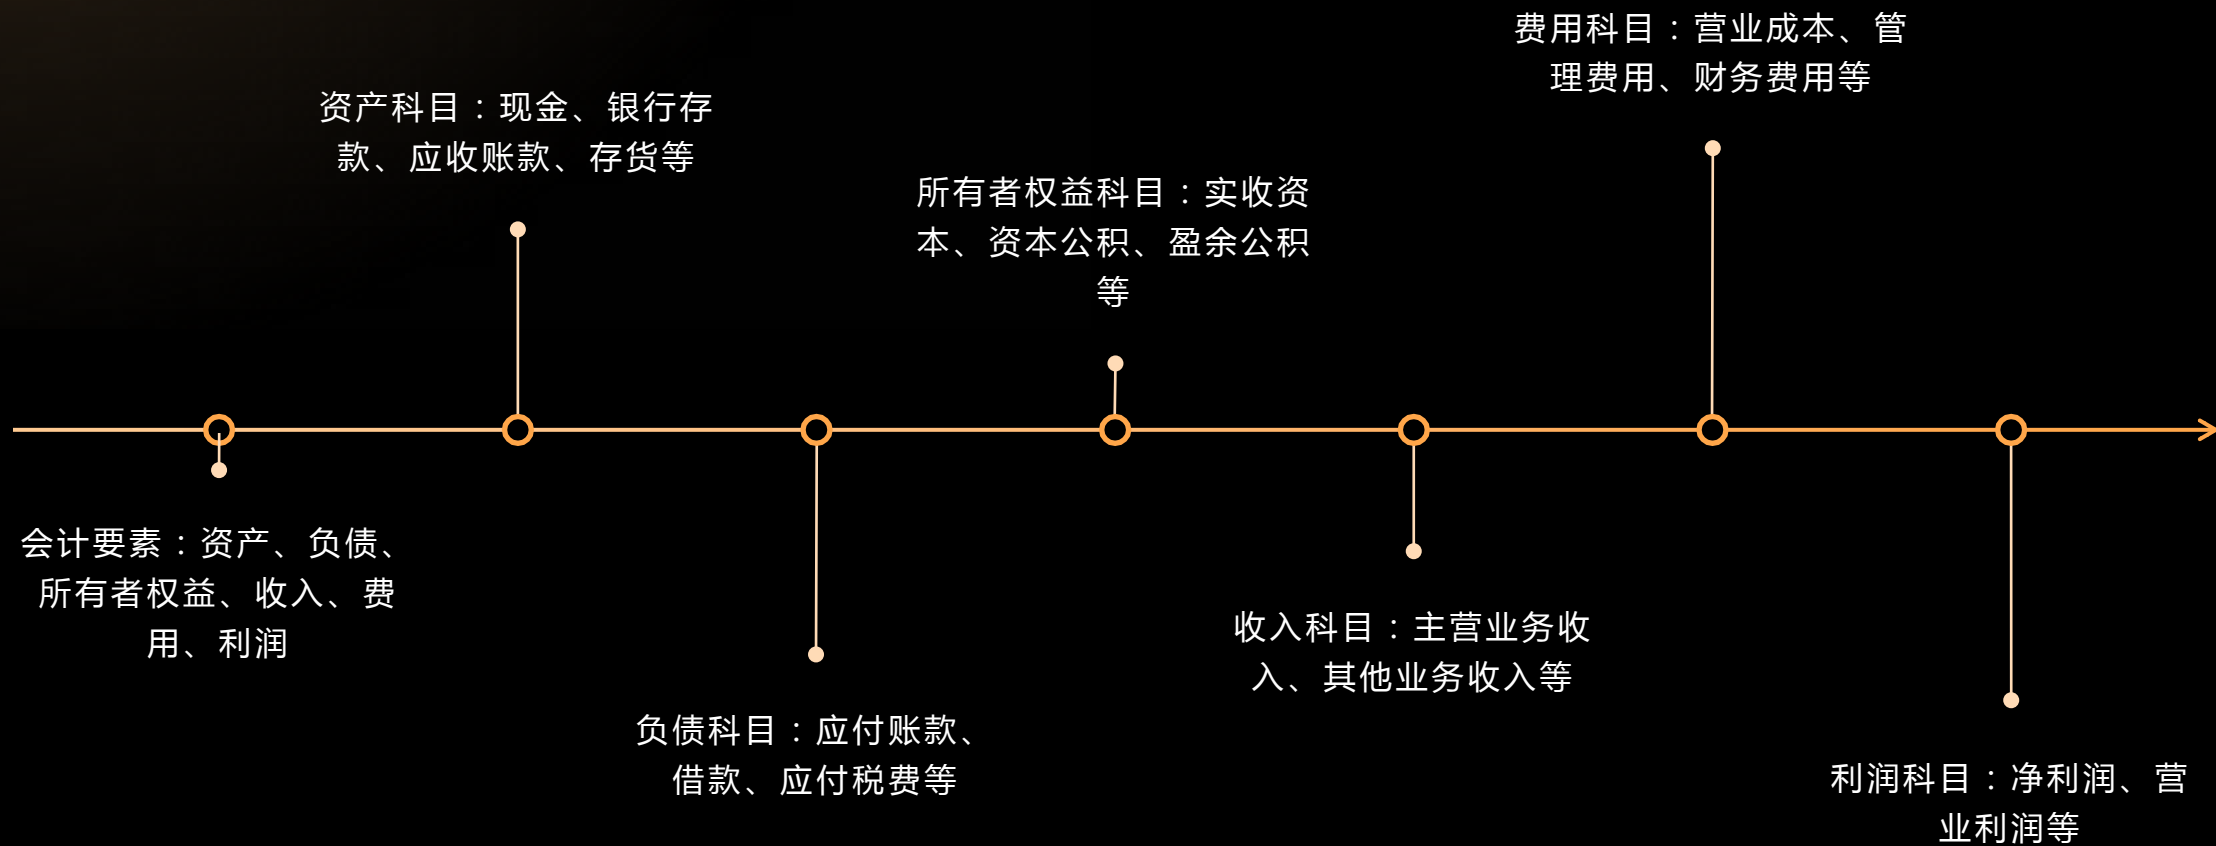 会计要素：资产、负债、
所有者权益、收入、费
用、利润
资产科目：现金、银行存
款、应收账款、存货等
负债科目：应付账款、
借款、应付税费等
所有者权益科目：实收资
本、资本公积、盈余公积
等
收入科目：主营业务收
入、其他业务收入等
费用科目：营业成本、管
理费用、财务费用等
利润科目：净利润、营
业利润等